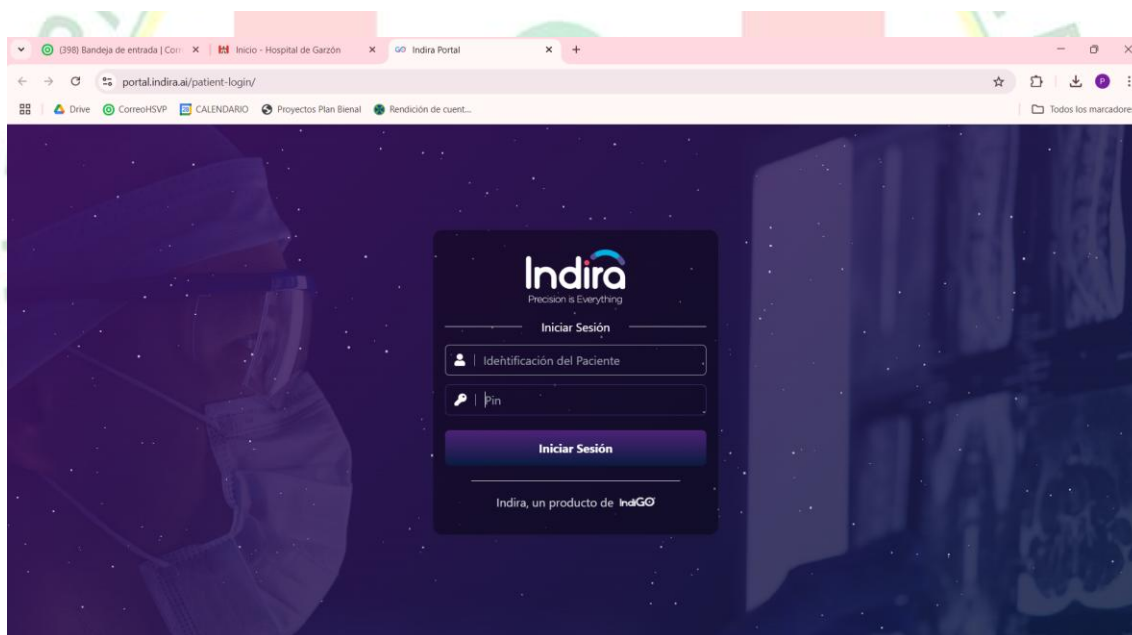 (398) Bandeja de entrada | Corr
Inicio - Hospital de Garzón
Indira Portal
portal.indira.ai/patient-login/
Drive
CorreoHSVP
CALENDARIO
Proyectos Plan Bienal
Rendición de cuent...
Todos los marcadores
P
Indira
Precision is Everything
Iniciar Sesión
Identificación del Paciente
Pin
Iniciar Sesión
Indira, un producto de IndiGO